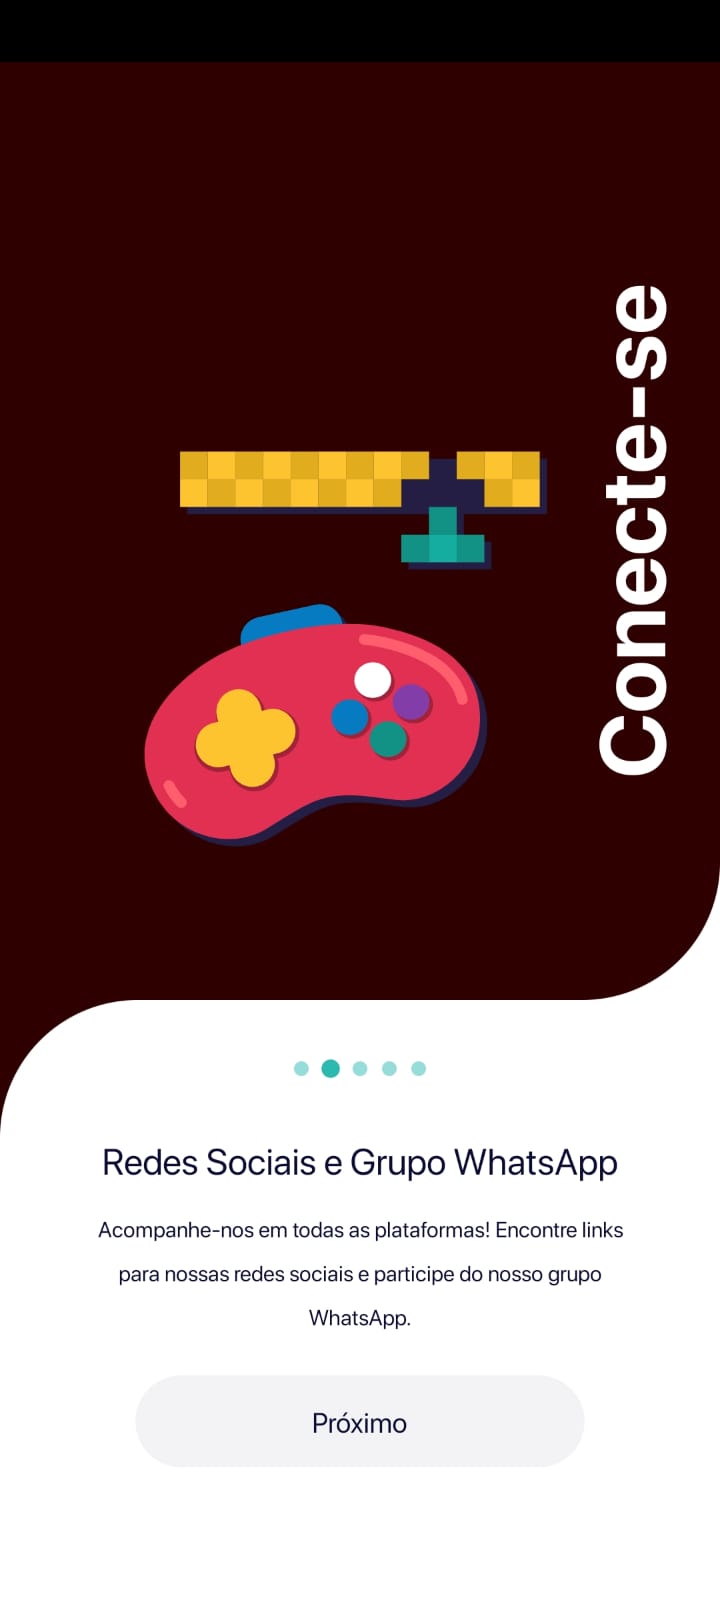 Conecte-se
Redes Sociais e Grupo WhatsApp
Acompanhe-nos em todas as plataformas! Encontre links
para nossas redes sociais e participe do nosso grupo
WhatsApp.
Próximo